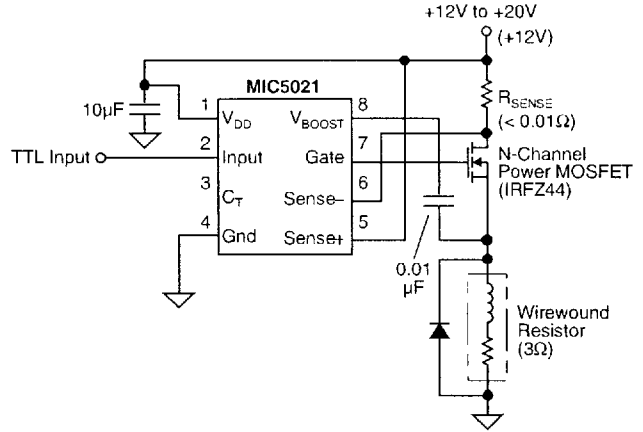 +12V to +20V
(+12V)
MIC5021
10µF
RSENSE
(< 0.01Ω)
1
VDD
VBOOST
8
TTL Input
2
Input
Gate
7
N-Channel
Power MOSFET
(IRFZ44)
3
CT
Sense−
6
4
Gnd
Sense+
5
0.01
µF
Wirewound
Resistor
(3Ω)